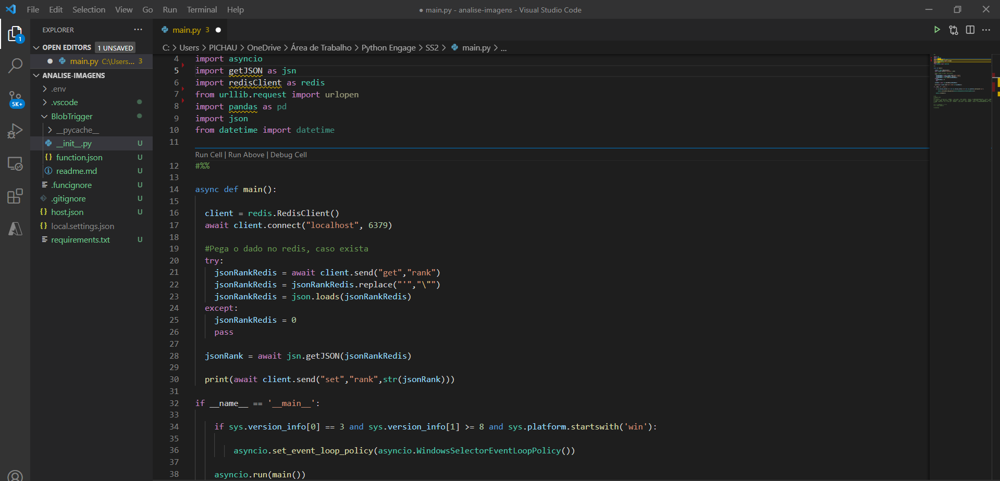 File Edit Selection View Go Run Terminal Help
● main.py - analise-imagens - Visual Studio Code
EXPLORER
main.py 3
OPEN EDITORS 1 UNSAVED
C: > Users > PICHAU > OneDrive > Área de Trabalho > Python Engage > SS2 > main.py > ...
main.py C:\Users... 3
ANALISE-IMAGENS
.env
.vscode
BlobTrigger
__pycache__
__init__.py U
function.json U
readme.md U
.funcignore U
.gitignore U
host.json U
local.settings.json
requirements.txt U
1
5K+
4 import asyncio
5 import getJSON as jsn
6 import redisClient as redis
7 from urllib.request import urlopen
8 import pandas as pd
9 import json
10 from datetime import datetime
11
Run Cell | Run Above | Debug Cell
12 #%%
13
14 async def main():
15
16 client = redis.RedisClient()
17 await client.connect("localhost", 6379)
18
19 #Pega o dado no redis, caso exista
20 try:
21 jsonRankRedis = await client.send("get","rank")
22 jsonRankRedis = jsonRankRedis.replace("'","\"")
23 jsonRankRedis = json.loads(jsonRankRedis)
24 except:
25 jsonRankRedis = 0
26 pass
27
28 jsonRank = await jsn.getJSON(jsonRankRedis)
29
30 print(await client.send("set","rank",str(jsonRank)))
31
32 if __name__ == '__main__':
33
34 if sys.version_info[0] == 3 and sys.version_info[1] >= 8 and sys.platform.startswith('win'):
35
36 asyncio.set_event_loop_policy(asyncio.WindowsSelectorEventLoopPolicy())
37
38 asyncio.run(main())